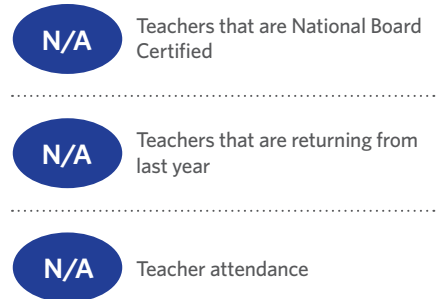 N/A
Teachers that are National Board
Certified
N/A
Teachers that are returning from
last year
N/A
Teacher attendance